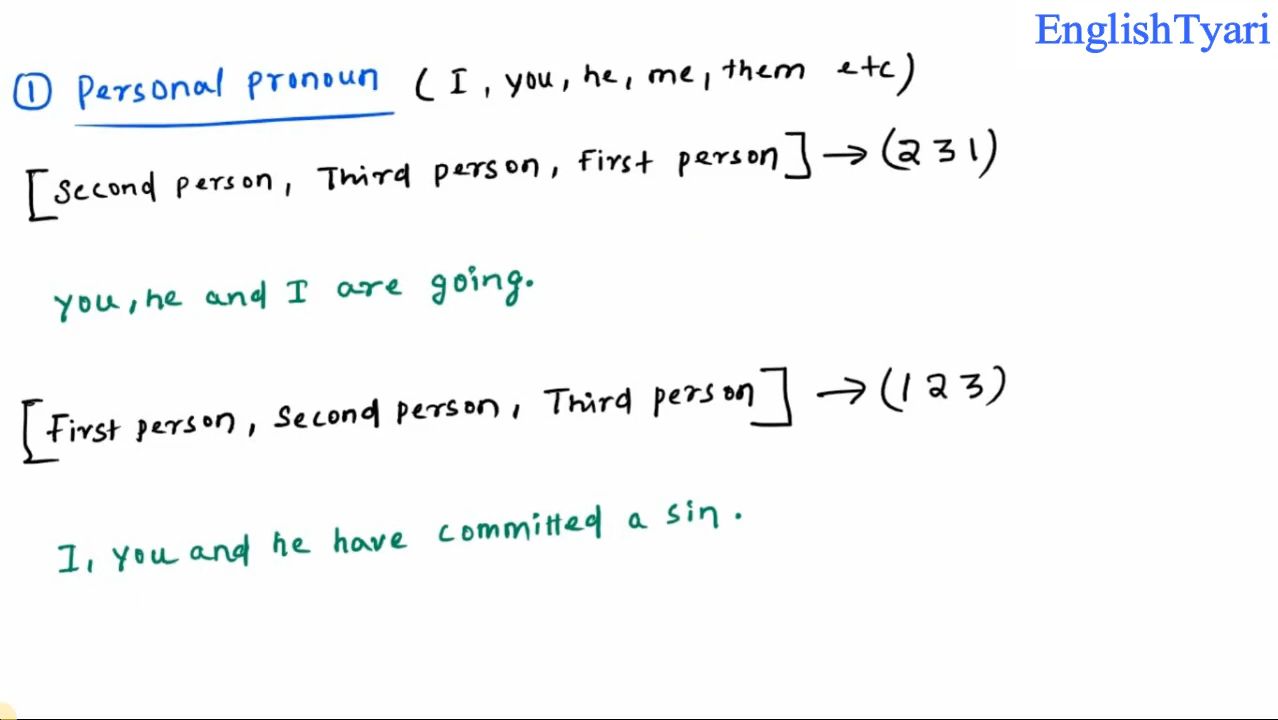 EnglishTyari
① Personal pronoun ( I, you, he, me, them etc)
[Second person, Third person, First person] → (2 3 1)
you, he and I are going.
[First person, Second person, Third person] → (1 2 3)
I, you and he have committed a sin.